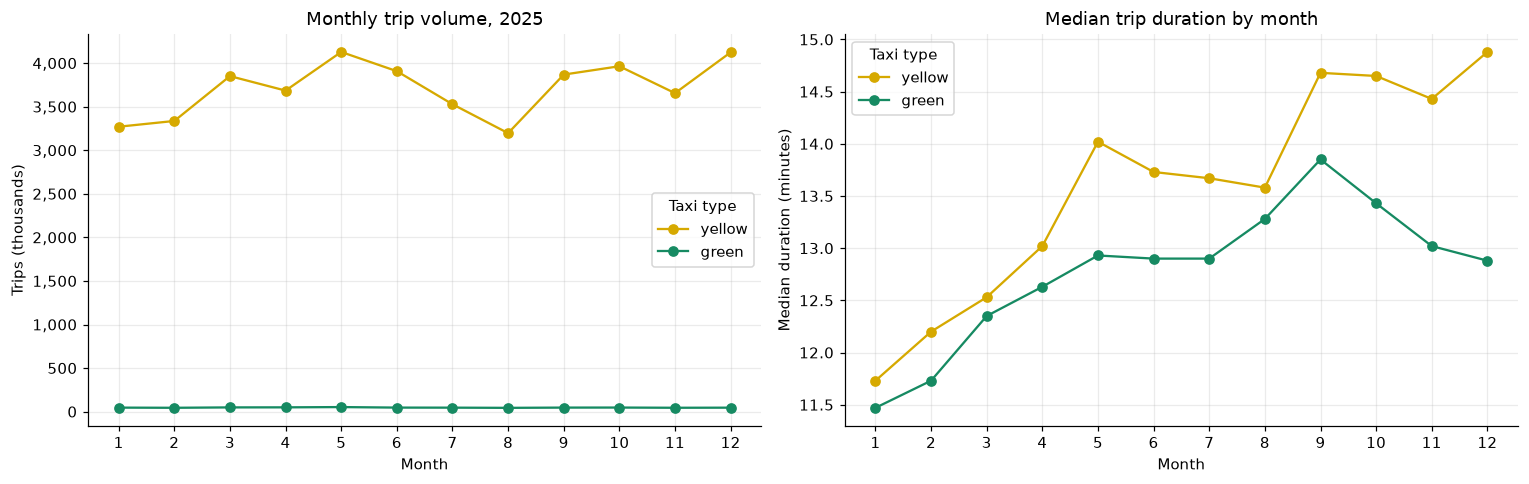 Monthly trip volume, 2025
Trips (thousands)
4,000
3,500
3,000
2,500
2,000
1,500
1,000
500
0
Taxi type
yellow
green
1 2 3 4 5 6 7 8 9 10 11 12
Month
Median trip duration by month
Median duration (minutes)
15.0
14.5
14.0
13.5
13.0
12.5
12.0
11.5
Taxi type
yellow
green
1 2 3 4 5 6 7 8 9 10 11 12
Month